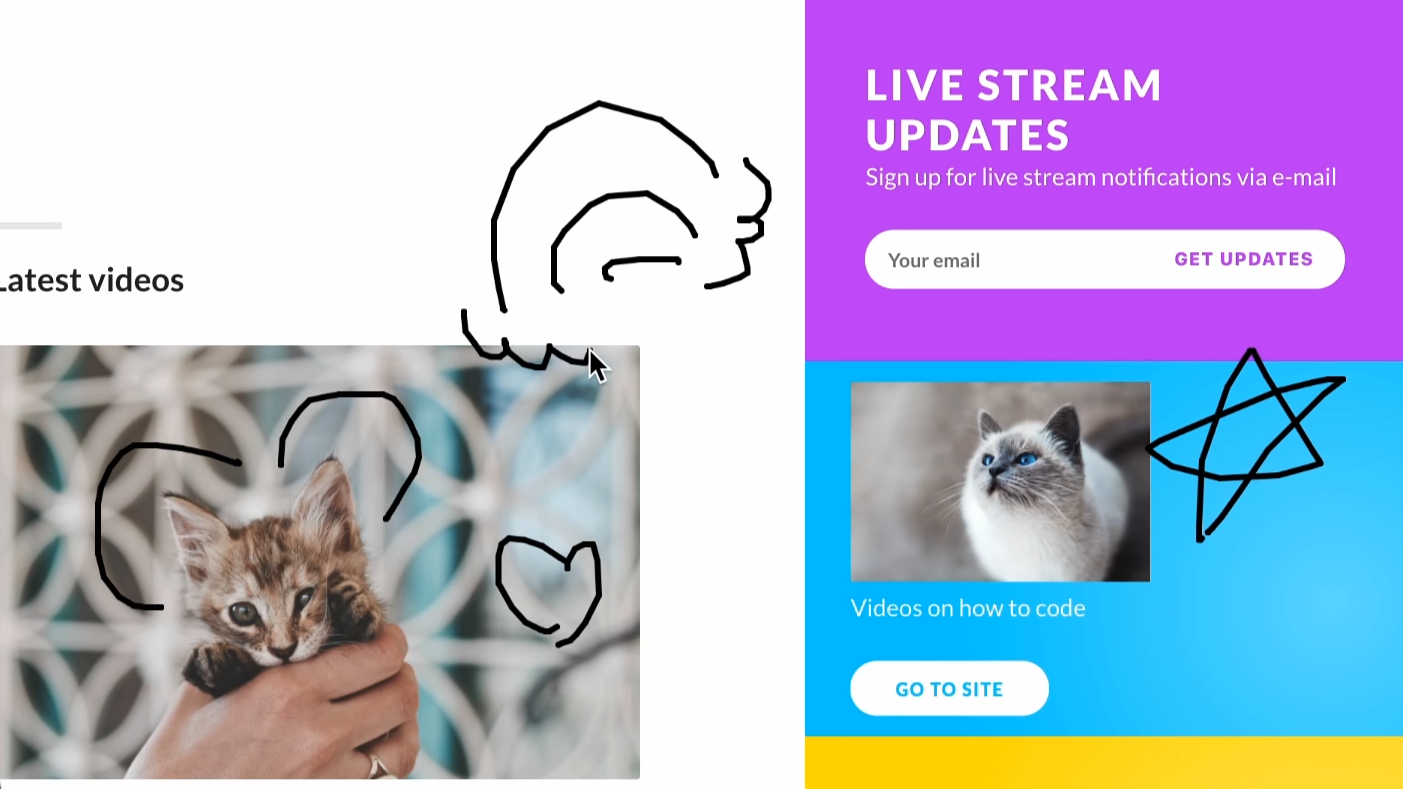 Latest videos
LIVE STREAM
UPDATES
Sign up for live stream notifications via e-mail
Your email
GET UPDATES
Videos on how to code
GO TO SITE